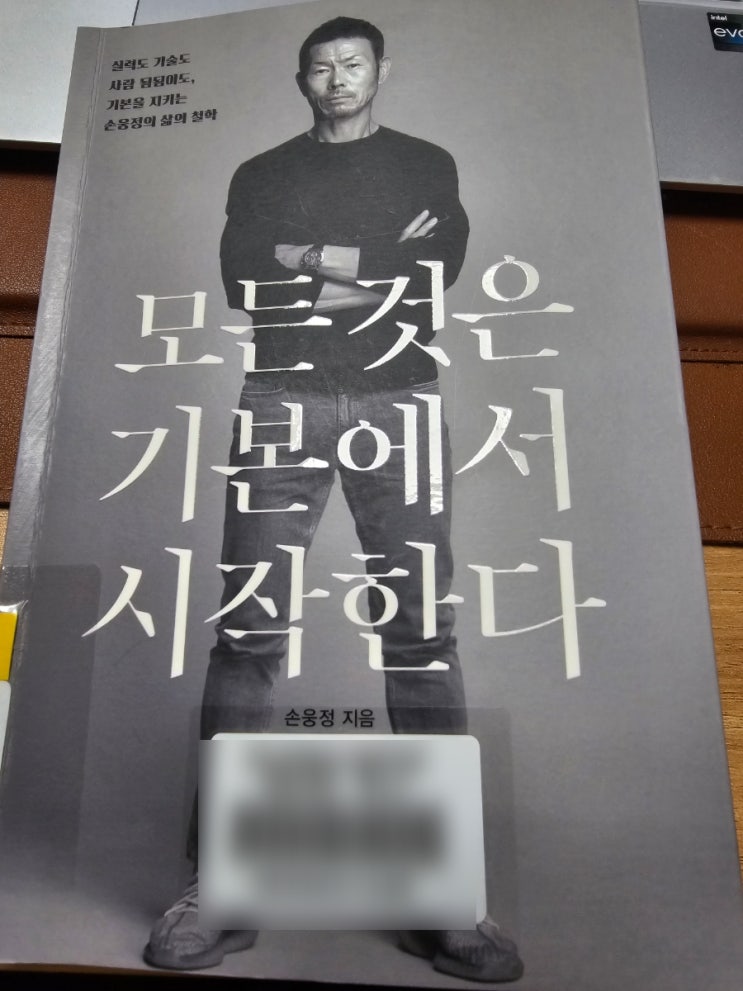 실력도 기술도
사람 됨됨이도,
기본을 지키는
손웅정의 삶의 철학
모든 것은
기본에서
시작한다
손웅정 지음
intel